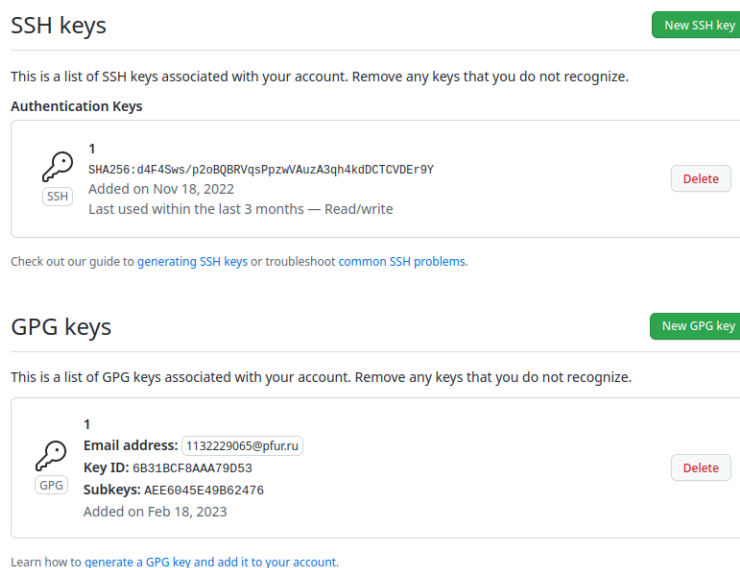 SSH keys
New SSH key
This is a list of SSH keys associated with your account. Remove any keys that you do not recognize.
Authentication Keys
1
SHA256:d4F4Sws/p2oBQBRVqsPpzwVAuzA3qh4kdDCTCVDEr9Y
SSH
Added on Nov 18, 2022
Last used within the last 3 months — Read/write
Delete
Check out our guide to generating SSH keys or troubleshoot common SSH problems.
GPG keys
New GPG key
This is a list of GPG keys associated with your account. Remove any keys that you do not recognize.
1
Email address: 1132229065@pfur.ru
Key ID: 6B31BCF8AAA79D53
GPG
Subkeys: AEE6045E49B62476
Added on Feb 18, 2023
Delete
Learn how to generate a GPG key and add it to your account.